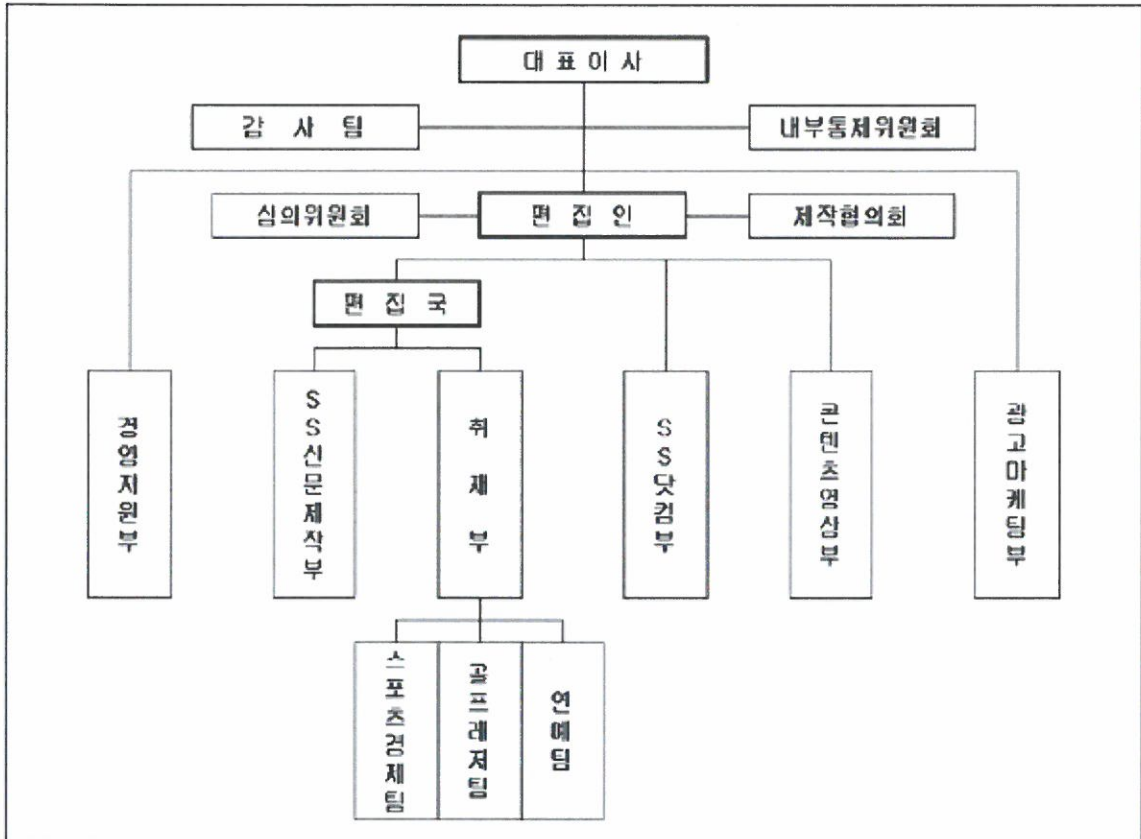 대표이사
감 사 팀
내부통제위원회
심의위원회
편 집 인
제작협의회
편 집 국
경영지원부
SS신문제작부
취 재 부
SS닷컴부
콘텐츠영상부
광고마케팅부
스포츠경제팀
골프레저팀
연예팀